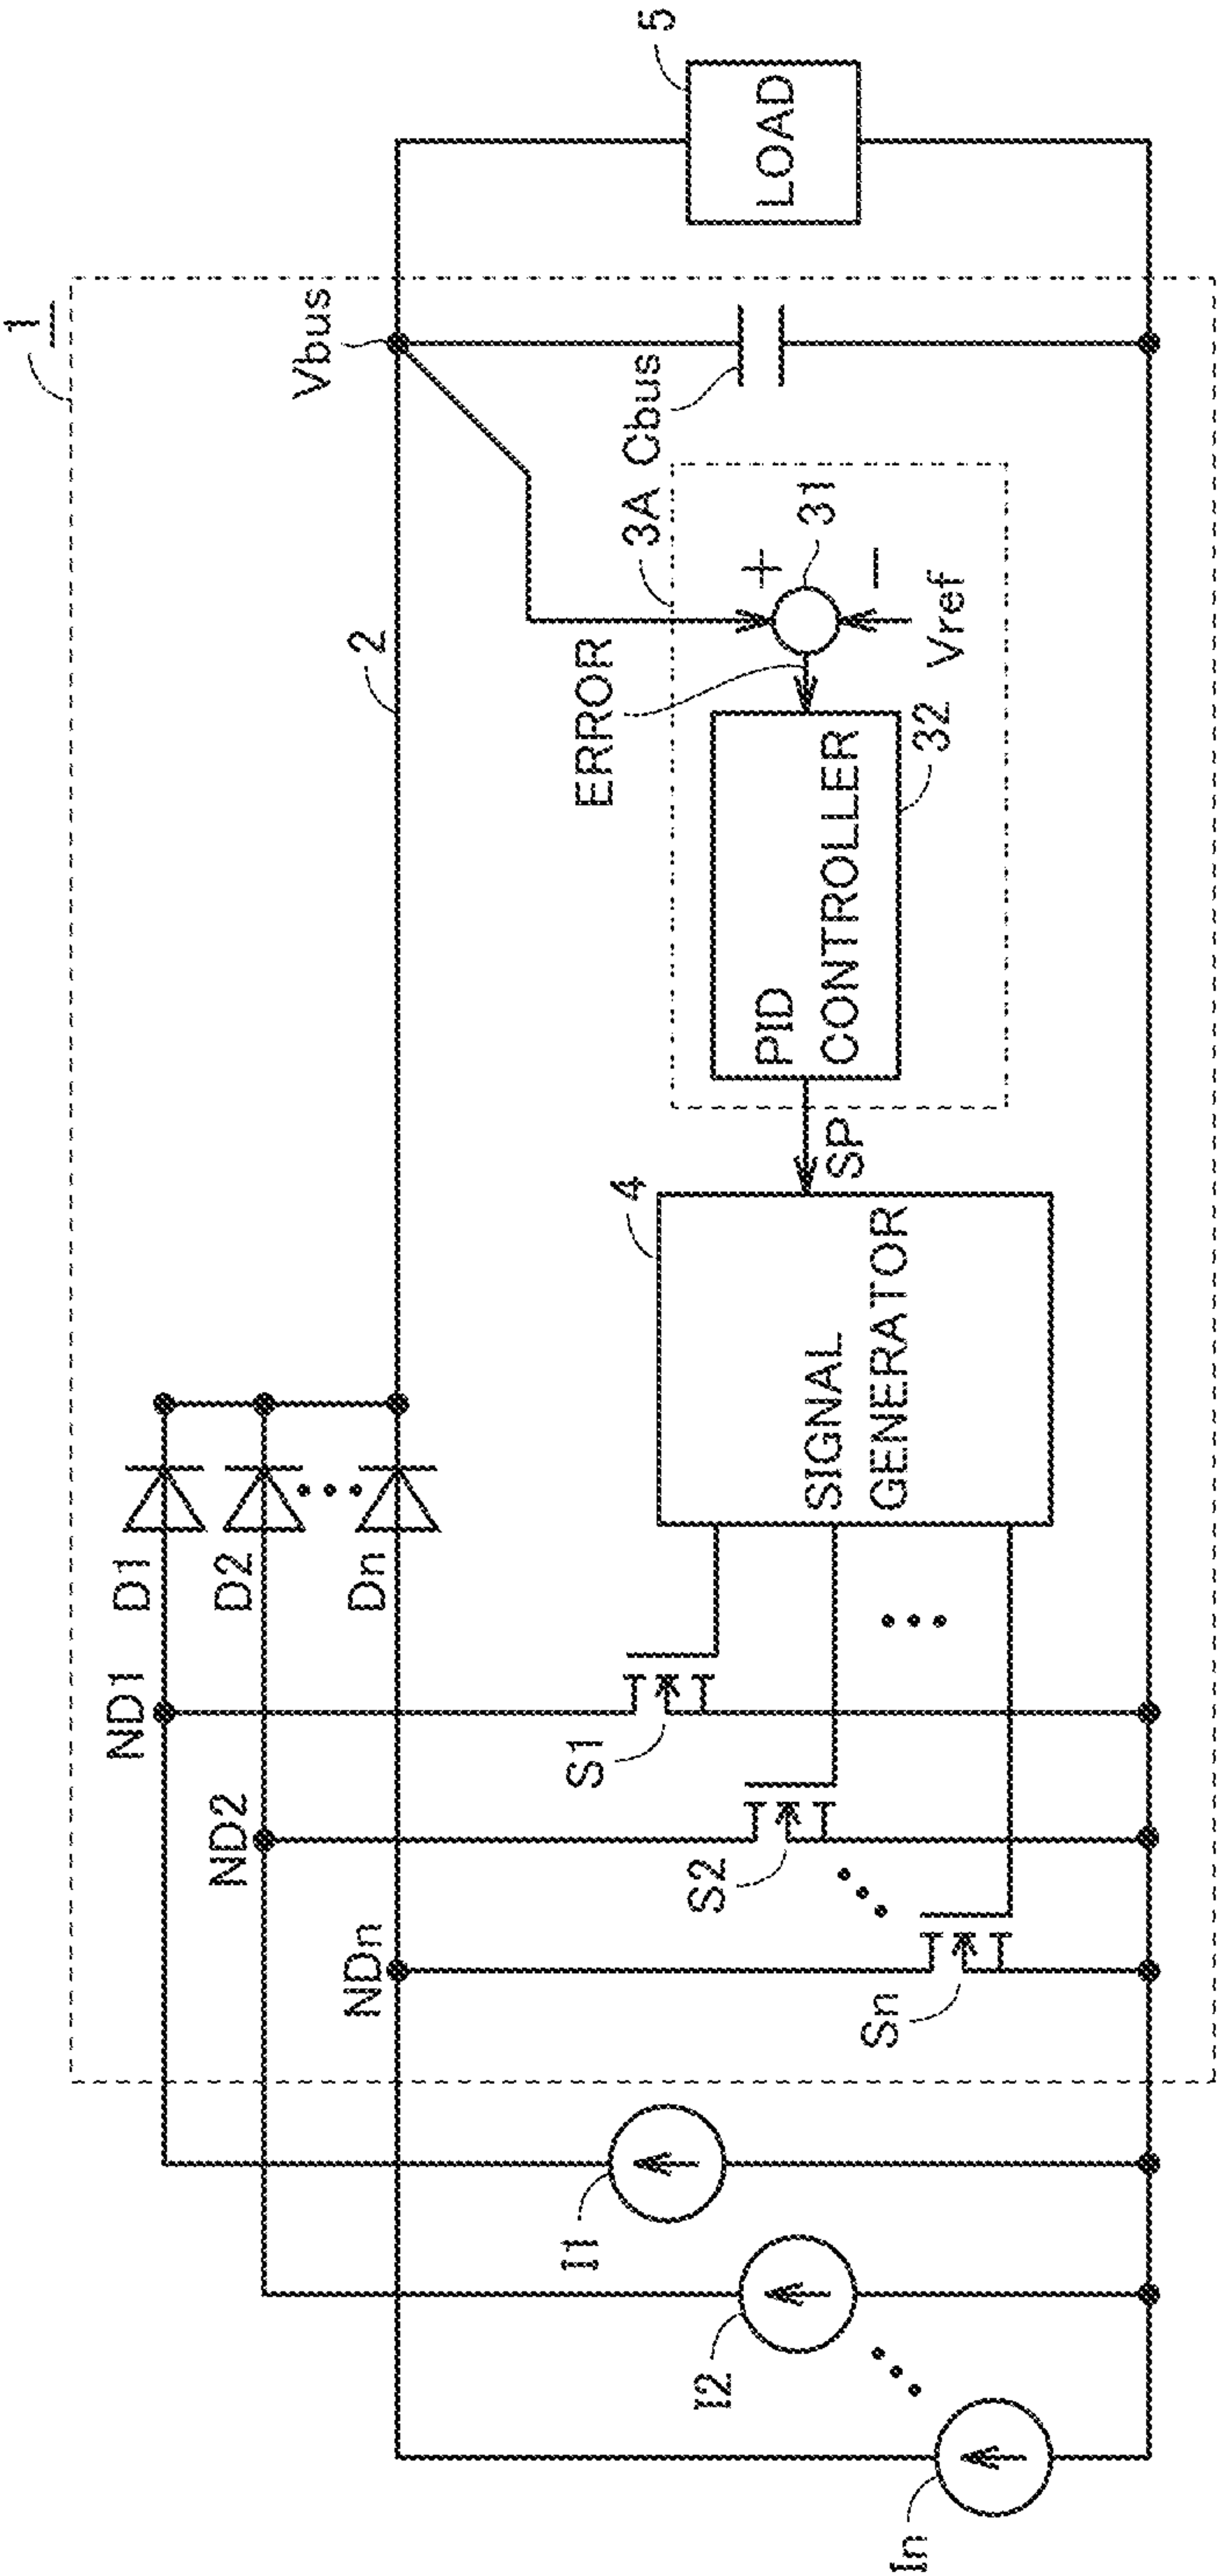 1
ND1
D1
ND2
D2
NDn
Dn
2
Vbus
S1
S2
Sn
I1
I2
In
4
SIGNAL
GENERATOR
SP
3A
ERROR
PID
CONTROLLER
32
+
31
−
Vref
Cbus
5
LOAD